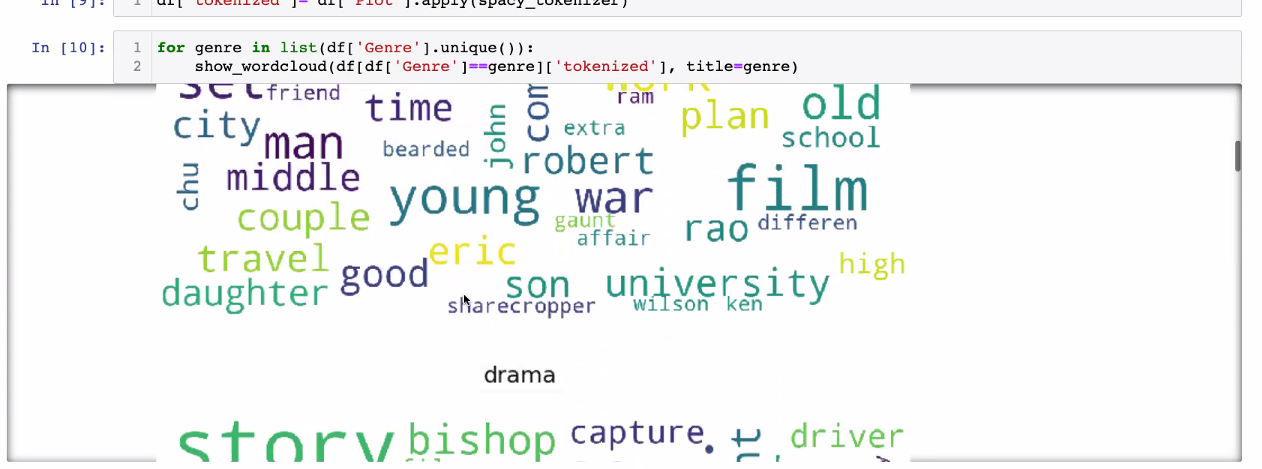 In [9]: 1 df['tokenized']= df['Plot'].apply(spacy_tokenizer)
In [10]: 1 for genre in list(df['Genre'].unique()):
2 show_wordcloud(df[df['Genre']==genre]['tokenized'], title=genre)
set friend time com work ram plan old
city man bearded john extra school
chu middle robert film
young war
couple gaunt rao differen
affair
travel eric high
daughter good son university
sharecropper wilson ken
drama
story bishop capture driver